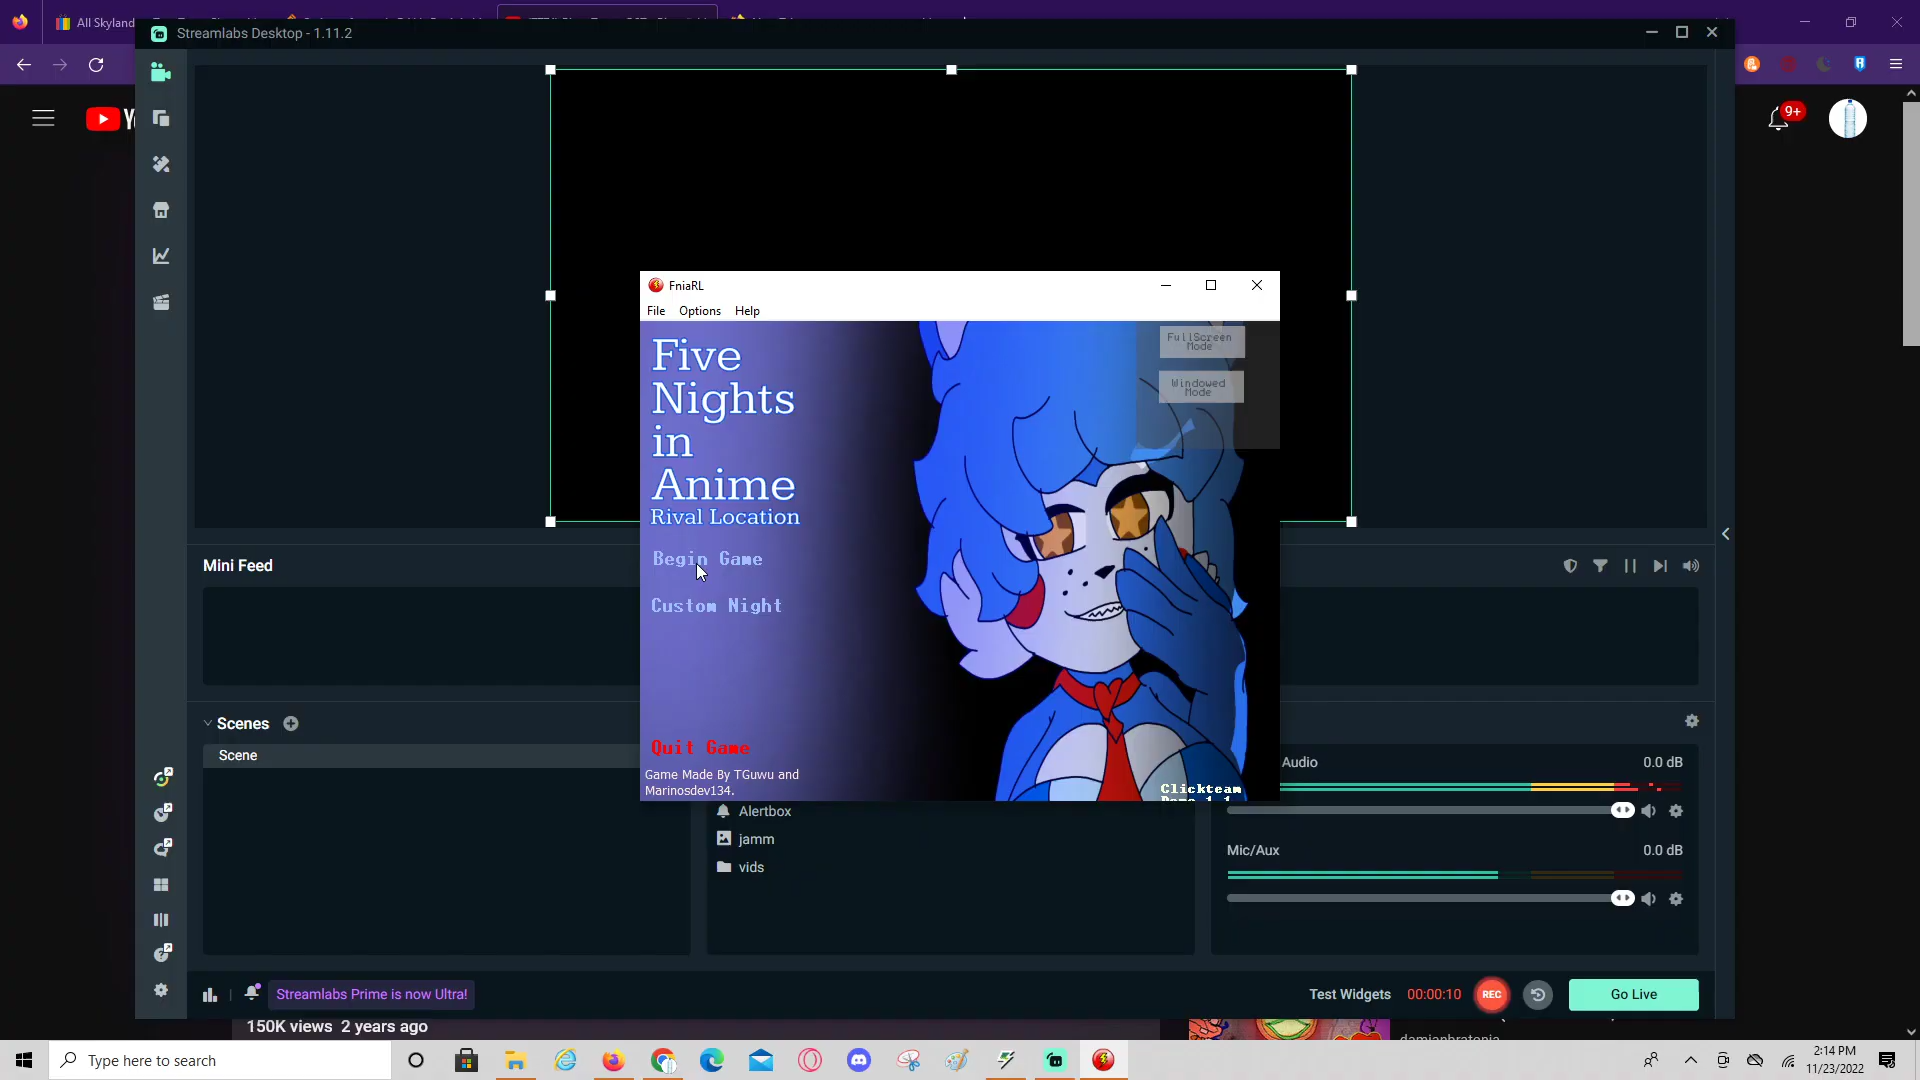 All Skyland
Streamlabs Desktop - 1.11.2
9+
FniaRL
File Options Help
FullScreen
Mode
Windowed
Mode
Five
Nights
in
Anime
Rival Location
Begin Game
Custom Night
Quit Game
Game Made By TGuwu and
Marinosdev134.
Clickteam
Mini Feed
Scenes
Scene
Alertbox
jamm
vids
Audio 0.0 dB
Mic/Aux 0.0 dB
Streamlabs Prime is now Ultra!
Test Widgets 00:00:10 REC Go Live
150K views 2 years ago
Type here to search
2:14 PM
11/23/2022